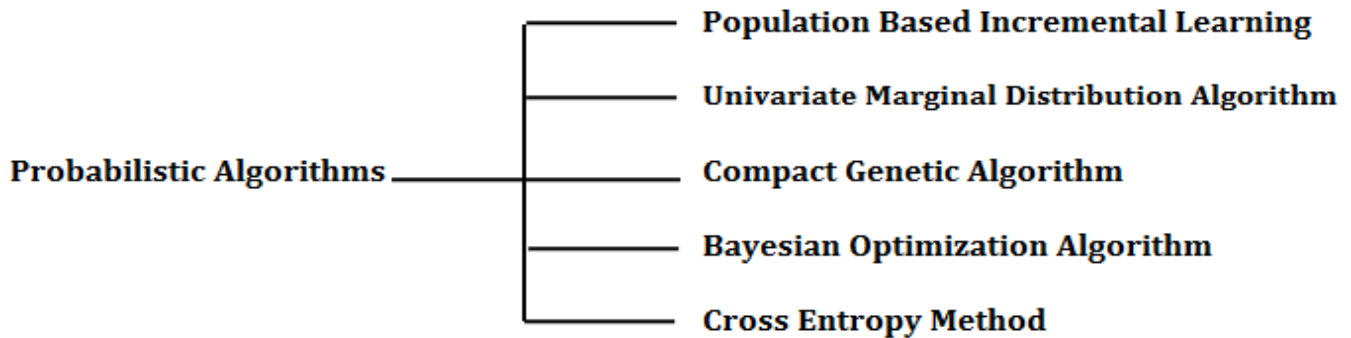 Population Based Incremental Learning
Univariate Marginal Distribution Algorithm
Probabilistic Algorithms
Compact Genetic Algorithm
Bayesian Optimization Algorithm
Cross Entropy Method